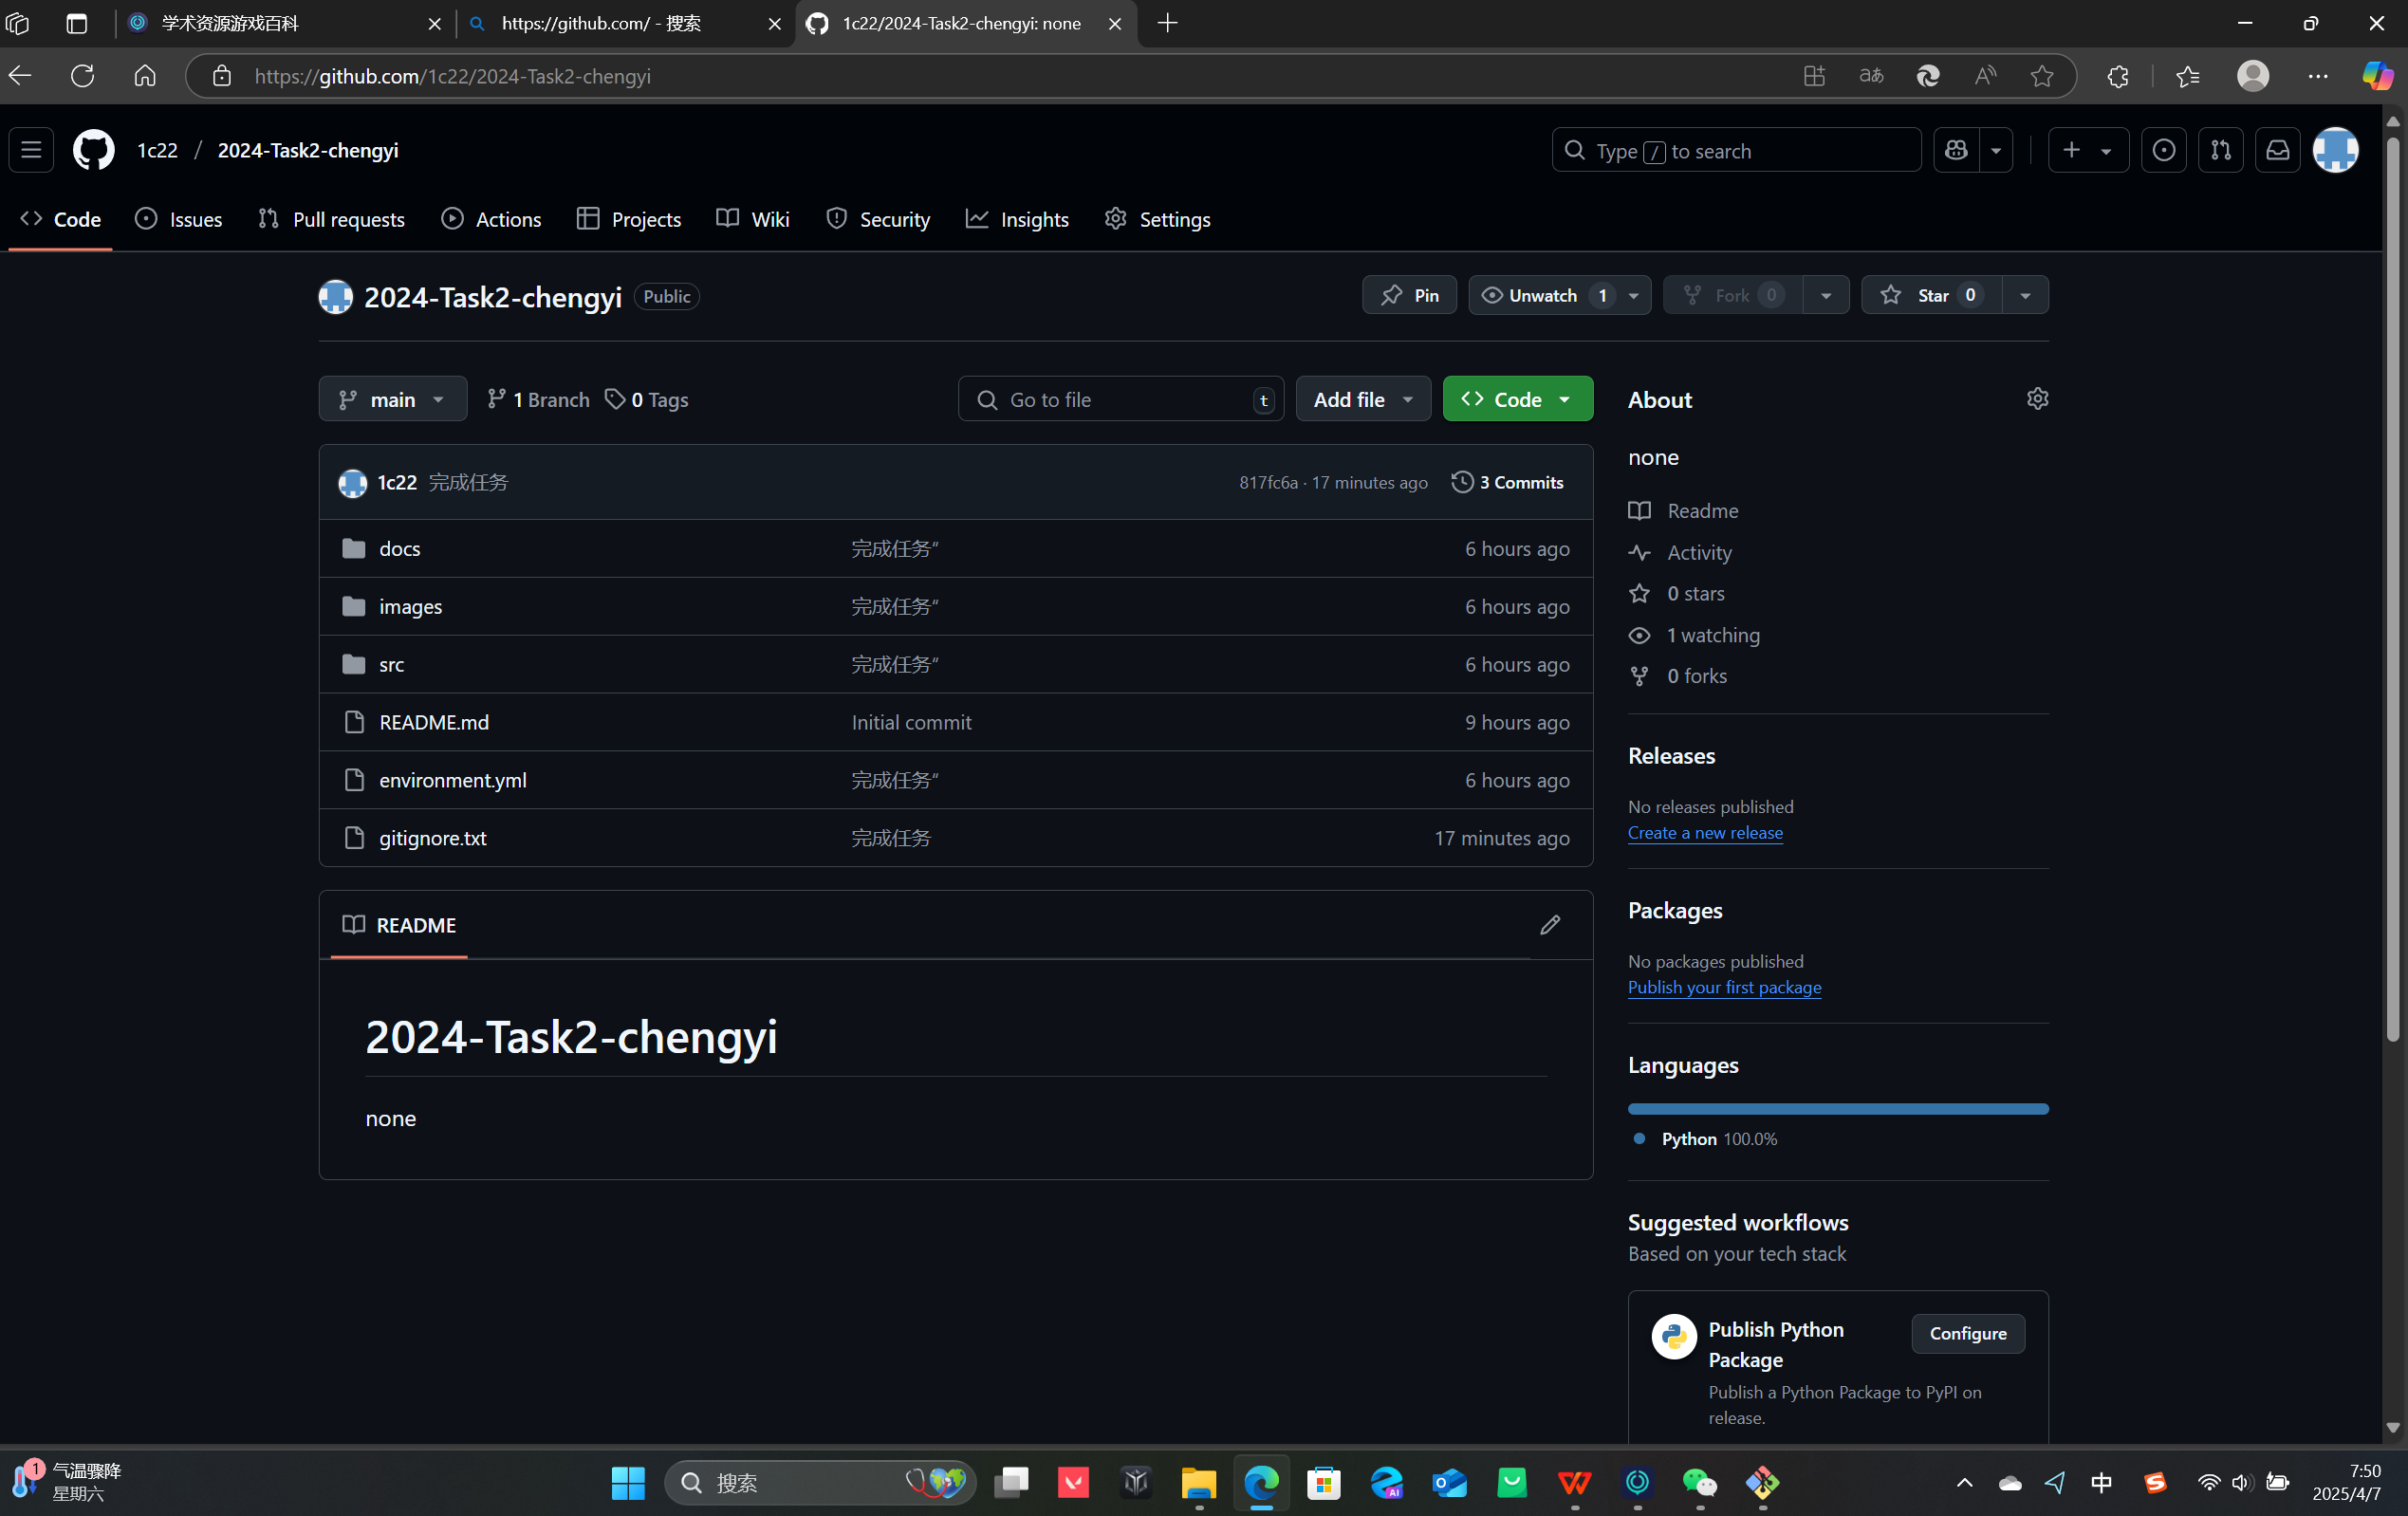 学术资源游戏百科
https://github.com/ - 搜索
1c22/2024-Task2-chengyi: none
https://github.com/1c22/2024-Task2-chengyi
1c22 / 2024-Task2-chengyi
Type / to search
Code
Issues
Pull requests
Actions
Projects
Wiki
Security
Insights
Settings
2024-Task2-chengyi Public
Pin
Unwatch 1
Fork 0
Star 0
main
1 Branch
0 Tags
Go to file t
Add file
Code
1c22 完成任务 817fc6a · 17 minutes ago 3 Commits
docs 完成任务“ 6 hours ago
images 完成任务“ 6 hours ago
src 完成任务“ 6 hours ago
README.md Initial commit 9 hours ago
environment.yml 完成任务“ 6 hours ago
gitignore.txt 完成任务 17 minutes ago
README
2024-Task2-chengyi
none
About
none
Readme
Activity
0 stars
1 watching
0 forks
Releases
No releases published
Create a new release
Packages
No packages published
Publish your first package
Languages
Python 100.0%
Suggested workflows
Based on your tech stack
Publish Python
Package
Configure
Publish a Python Package to PyPI on
release.
1
气温骤降
星期六
搜索
中
7:50
2025/4/7